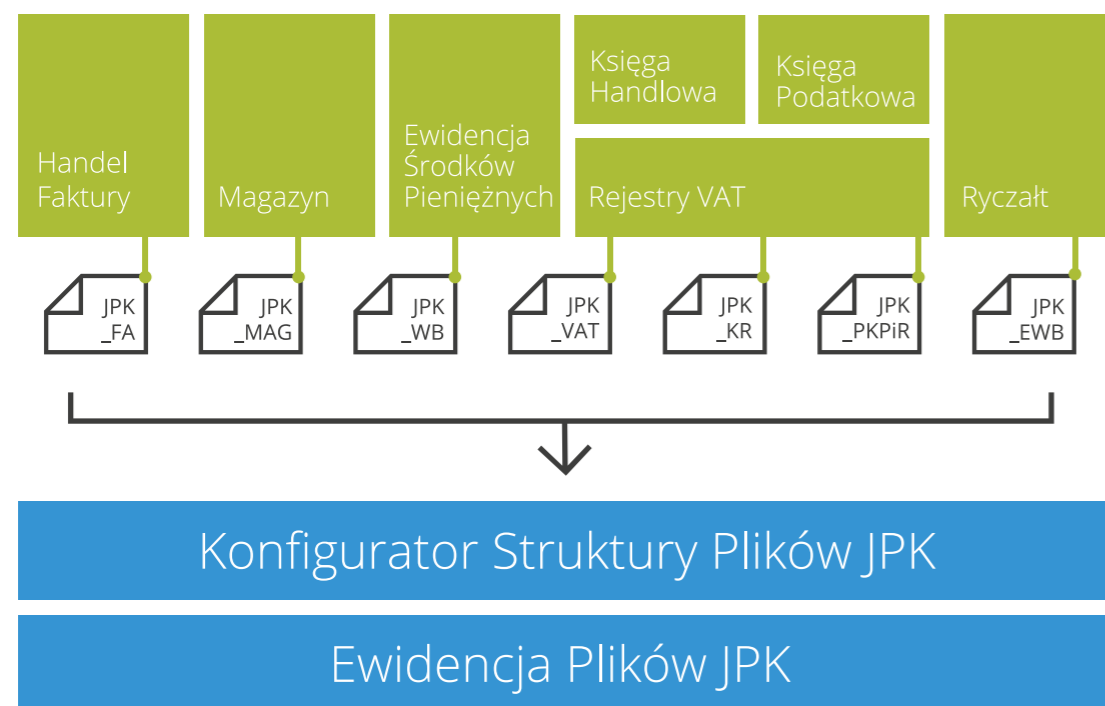 Handel
Faktury
Magazyn
Ewidencja
Środków
Pieniężnych
Księga
Handlowa
Księga
Podatkowa
Rejestry VAT
Ryczałt
JPK
_FA
JPK
_MAG
JPK
_WB
JPK
_VAT
JPK
_KR
JPK
_PKPiR
JPK
_EWB
Konfigurator Struktury Plików JPK
Ewidencja Plików JPK